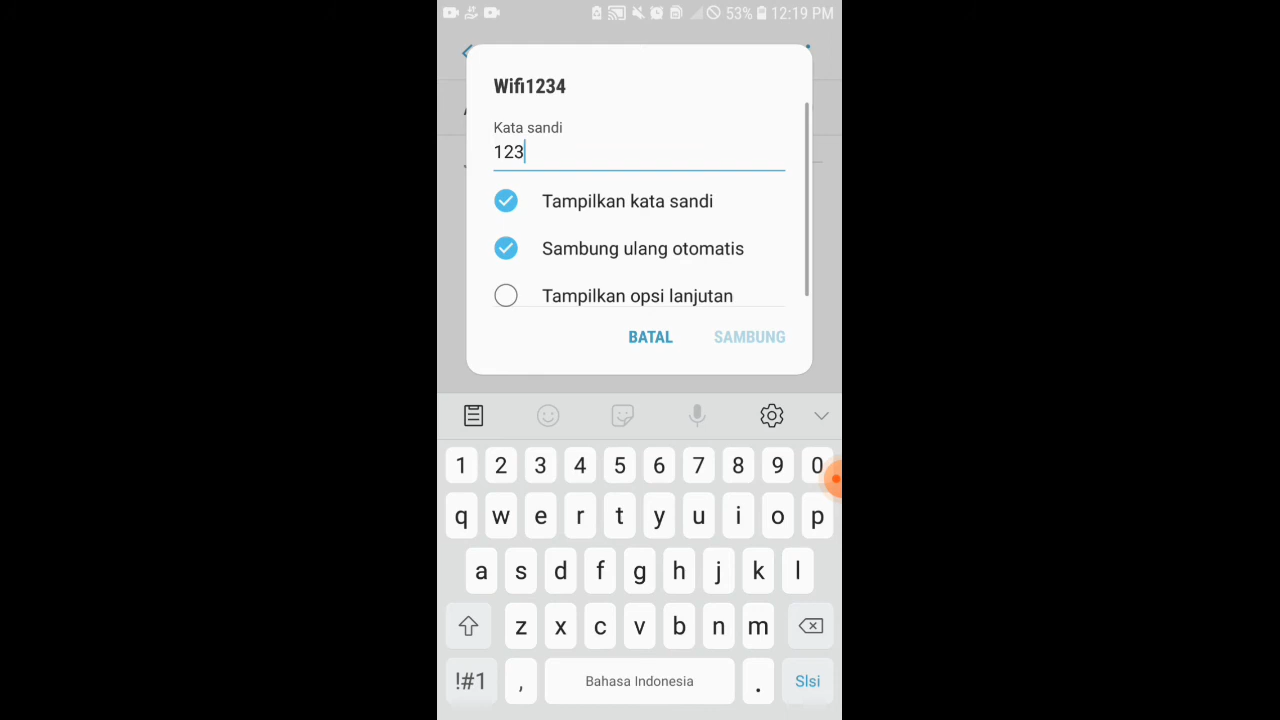 53% 12:19 PM
Wifi1234
Kata sandi
123
Tampilkan kata sandi
Sambung ulang otomatis
Tampilkan opsi lanjutan
BATAL SAMBUNG
1 2 3 4 5 6 7 8 9 0
q w e r t y u i o p
a s d f g h j k l
z x c v b n m
!#1 , Bahasa Indonesia . Slsi